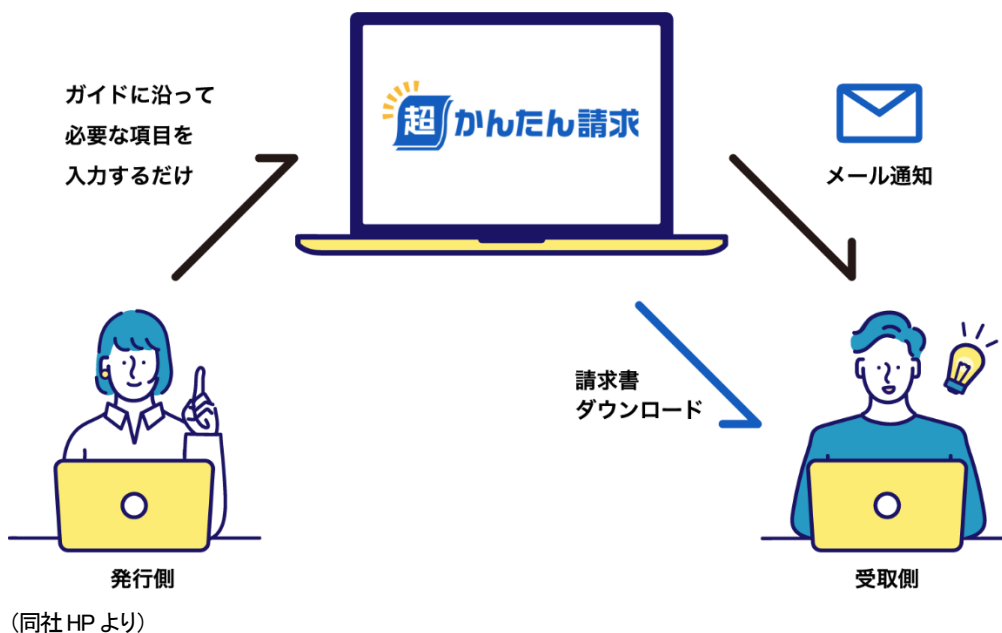 ガイドに沿って
必要な項目を
入力するだけ
超かんたん請求
メール通知
請求書
ダウンロード
発行側
受取側
(同社 HP より)